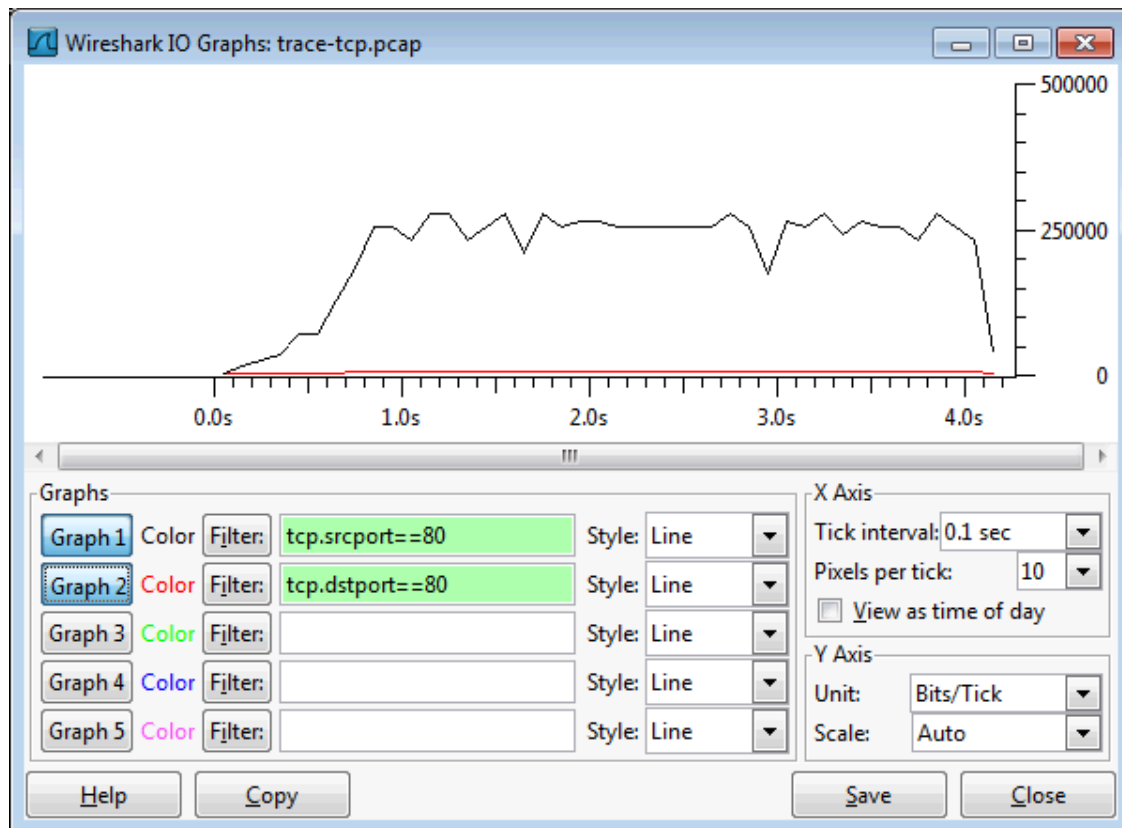 Wireshark IO Graphs: trace-tcp.pcap
500000
250000
0
0.0s 1.0s 2.0s 3.0s 4.0s
Graphs
Graph 1 Color Filter: tcp.srcport==80 Style: Line
Graph 2 Color Filter: tcp.dstport==80 Style: Line
Graph 3 Color Filter: Style: Line
Graph 4 Color Filter: Style: Line
Graph 5 Color Filter: Style: Line
X Axis
Tick interval: 0.1 sec
Pixels per tick: 10
View as time of day
Y Axis
Unit: Bits/Tick
Scale: Auto
Help Copy Save Close